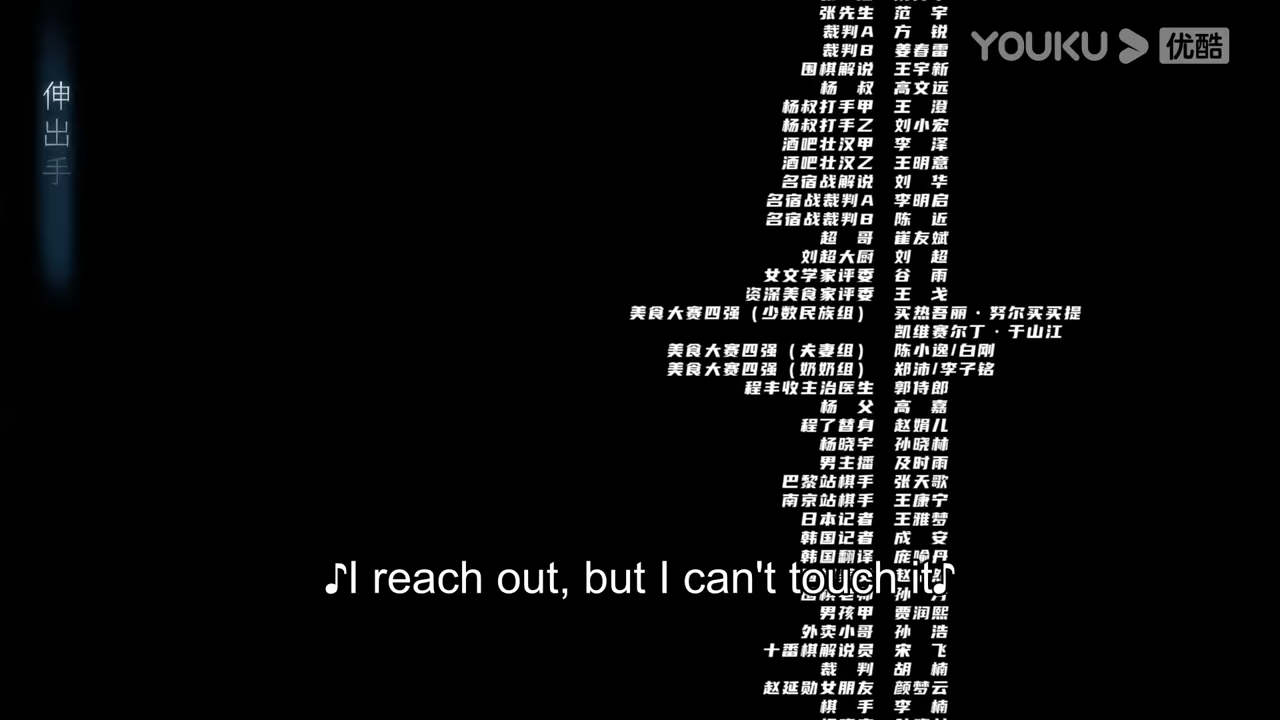 张先生 范 宇
裁判A 方 锐
裁判B 姜春雷
围棋解说 王宇新
杨 叔 高文远
杨叔打手甲 王 澄
杨叔打手乙 刘小宏
酒吧壮汉甲 李 泽
酒吧壮汉乙 王明意
名宿战解说 刘 华
名宿战裁判A 李明启
名宿战裁判B 陈 近
超 哥 崔友斌
刘超大厨 刘 超
女文学家评委 谷 雨
资深美食家评委 王 戈
美食大赛四强（少数民族组） 买热吾丽·努尔买买提
凯维赛尔丁·于山江
美食大赛四强（夫妻组） 陈小逸/白刚
美食大赛四强（奶奶组） 郑沛/李子铭
程丰收主治医生 郭侍郎
杨 父 高 嘉
程了替身 赵娟儿
杨晓宇 孙晓林
男主播 及时雨
巴黎站棋手 张天歌
南京站棋手 王康宁
日本记者 王雅梦
韩国记者 成 安
韩国翻译 庞喻丹
男孩甲 贾润熙
外卖小哥 孙 浩
十番棋解说员 宋 飞
裁 判 胡 楠
赵延勋女朋友 颜梦云
棋 手 李 楠
YOUKU 优酷
伸出手
♪I reach out, but I can't touch it♪